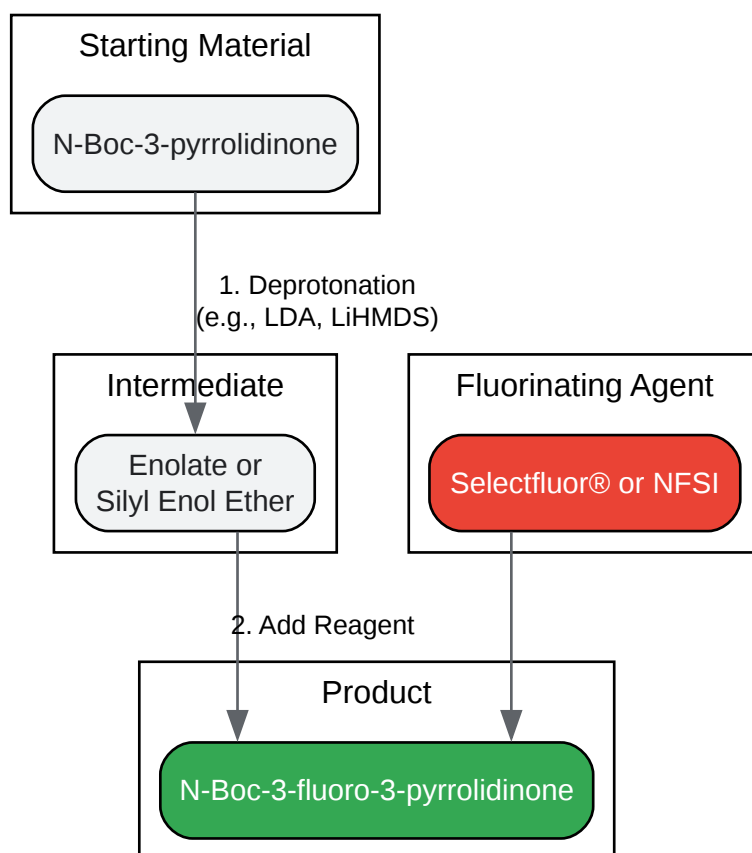 Starting Material
N-Boc-3-pyrrolidinone
1. Deprotonation
(e.g., LDA, LiHMDS)
Intermediate
Enolate or
Silyl Enol Ether
Fluorinating Agent
Selectfluor® or NFSI
2. Add Reagent
Product
N-Boc-3-fluoro-3-pyrrolidinone